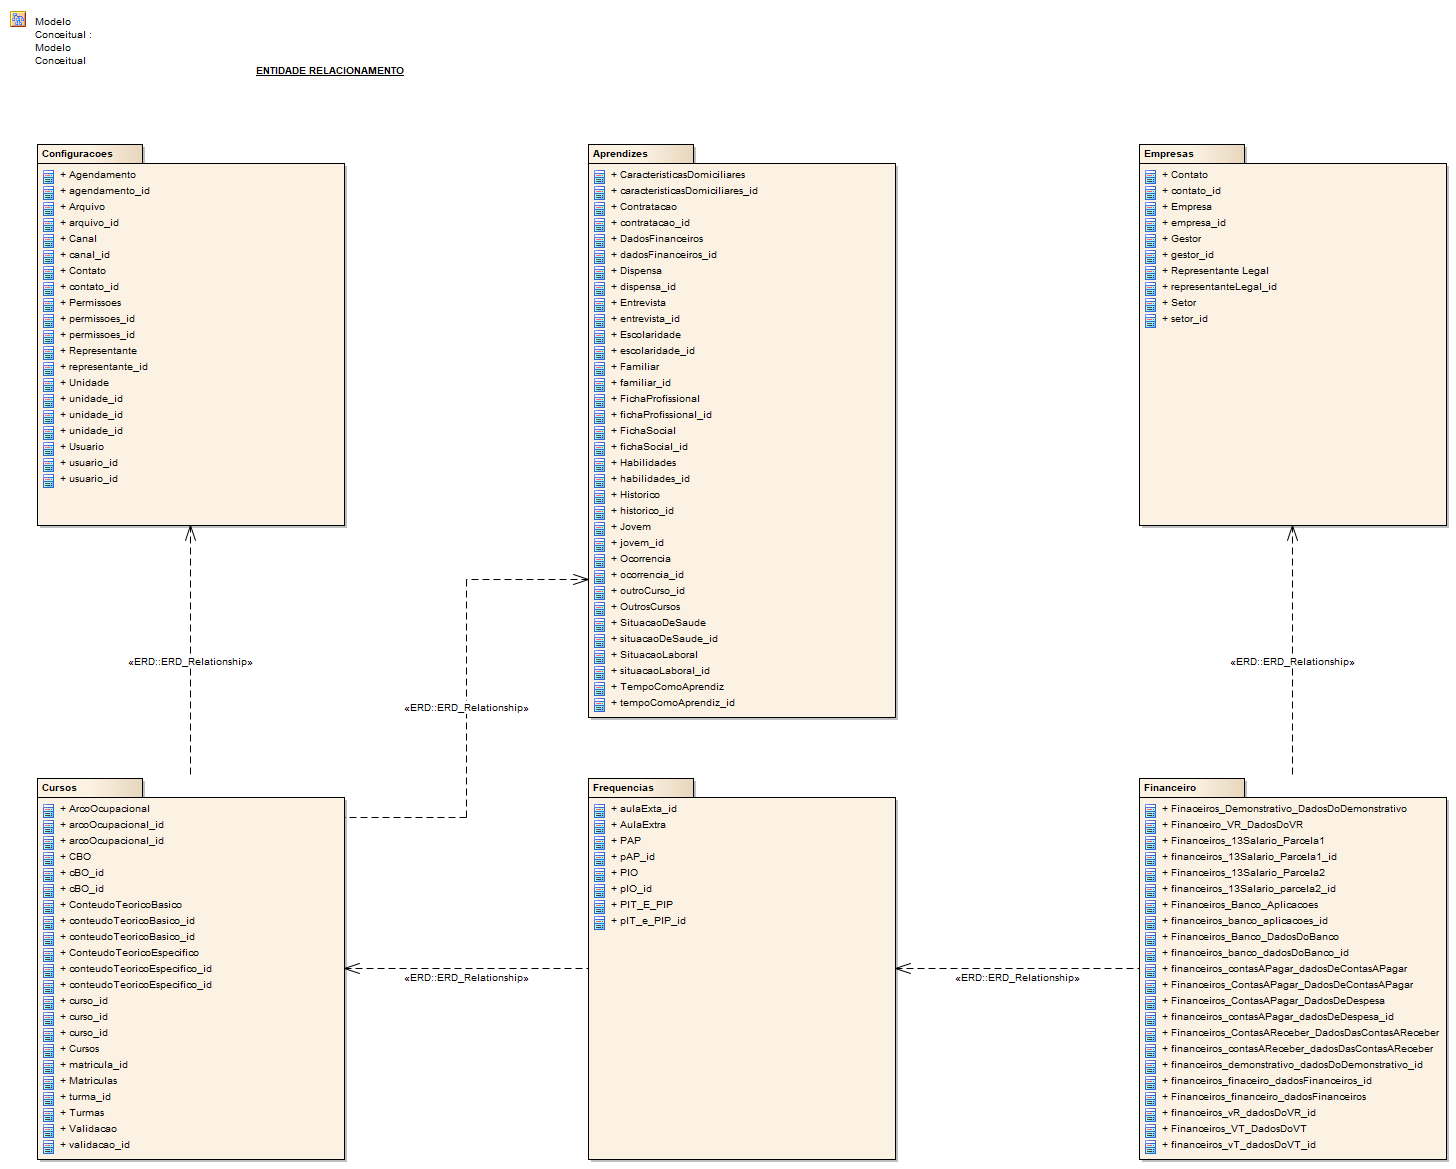 Modelo
Conceitual :
Modelo
Conceitual
ENTIDADE RELACIONAMENTO
Configuracoes
+ Agendamento
+ agendamento_id
+ Arquivo
+ arquivo_id
+ Canal
+ canal_id
+ Contato
+ contato_id
+ Permissoes
+ permissoes_id
+ permissoes_id
+ Representante
+ representante_id
+ Unidade
+ unidade_id
+ unidade_id
+ unidade_id
+ Usuario
+ usuario_id
+ usuario_id
Aprendizes
+ CaracteristicasDomiciliares
+ caracteristicasDomiciliares_id
+ Contratacao
+ contratacao_id
+ DadosFinanceiros
+ dadosFinanceiros_id
+ Dispensa
+ dispensa_id
+ Entrevista
+ entrevista_id
+ Escolaridade
+ escolaridade_id
+ Familiar
+ familiar_id
+ FichaProfissional
+ fichaProfissional_id
+ FichaSocial
+ fichaSocial_id
+ Habilidades
+ habilidades_id
+ Historico
+ historico_id
+ Jovem
+ jovem_id
+ Ocorrencia
+ ocorrencia_id
+ outroCurso_id
+ OutrosCursos
+ SituacaoDeSaude
+ situacaoDeSaude_id
+ SituacaoLaboral
+ situacaoLaboral_id
+ TempoComoAprendiz
+ tempoComoAprendiz_id
Empresas
+ Contato
+ contato_id
+ Empresa
+ empresa_id
+ Gestor
+ gestor_id
+ Representante Legal
+ representanteLegal_id
+ Setor
+ setor_id
«ERD::ERD_Relationship»
«ERD::ERD_Relationship»
«ERD::ERD_Relationship»
Cursos
+ ArcoOcupacional
+ arcoOcupacional_id
+ arcoOcupacional_id
+ CBO
+ cBO_id
+ cBO_id
+ ConteudoTeoricoBasico
+ conteudoTeoricoBasico_id
+ conteudoTeoricoBasico_id
+ ConteudoTeoricoEspecifico
+ conteudoTeoricoEspecifico_id
+ conteudoTeoricoEspecifico_id
+ curso_id
+ curso_id
+ curso_id
+ Cursos
+ matricula_id
+ Matriculas
+ turma_id
+ Turmas
+ Validacao
+ validacao_id
«ERD::ERD_Relationship»
Frequencias
+ aulaExta_id
+ AulaExtra
+ PAP
+ pAP_id
+ PIO
+ pIO_id
+ PIT_E_PIP
+ pIT_e_PIP_id
«ERD::ERD_Relationship»
Financeiro
+ Finaceiros_Demonstrativo_DadosDoDemonstrativo
+ Financeiro_VR_DadosDoVR
+ Financeiros_13Salario_Parcela1
+ financeiros_13Salario_Parcela1_id
+ Financeiros_13Salario_Parcela2
+ financeiros_13Salario_parcela2_id
+ Financeiros_Banco_Aplicacoes
+ financeiros_banco_aplicacoes_id
+ Financeiros_Banco_DadosDoBanco
+ financeiros_banco_dadosDoBanco_id
+ financeiros_contasAPagar_dadosDeContasAPagar
+ Financeiros_ContasAPagar_DadosDeContasAPagar
+ Financeiros_ContasAPagar_DadosDeDespesa
+ financeiros_contasAPagar_dadosDeDespesa_id
+ Financeiros_ContasAReceber_DadosDasContasAReceber
+ financeiros_contasAReceber_dadosDasContasAReceber
+ financeiros_demonstrativo_dadosDoDemonstrativo_id
+ financeiros_finaceiro_dadosFinanceiros_id
+ Financeiros_financeiro_dadosFinanceiros
+ financeiros_vR_dadosDoVR_id
+ Financeiros_VT_DadosDoVT
+ financeiros_vT_dadosDoVT_id